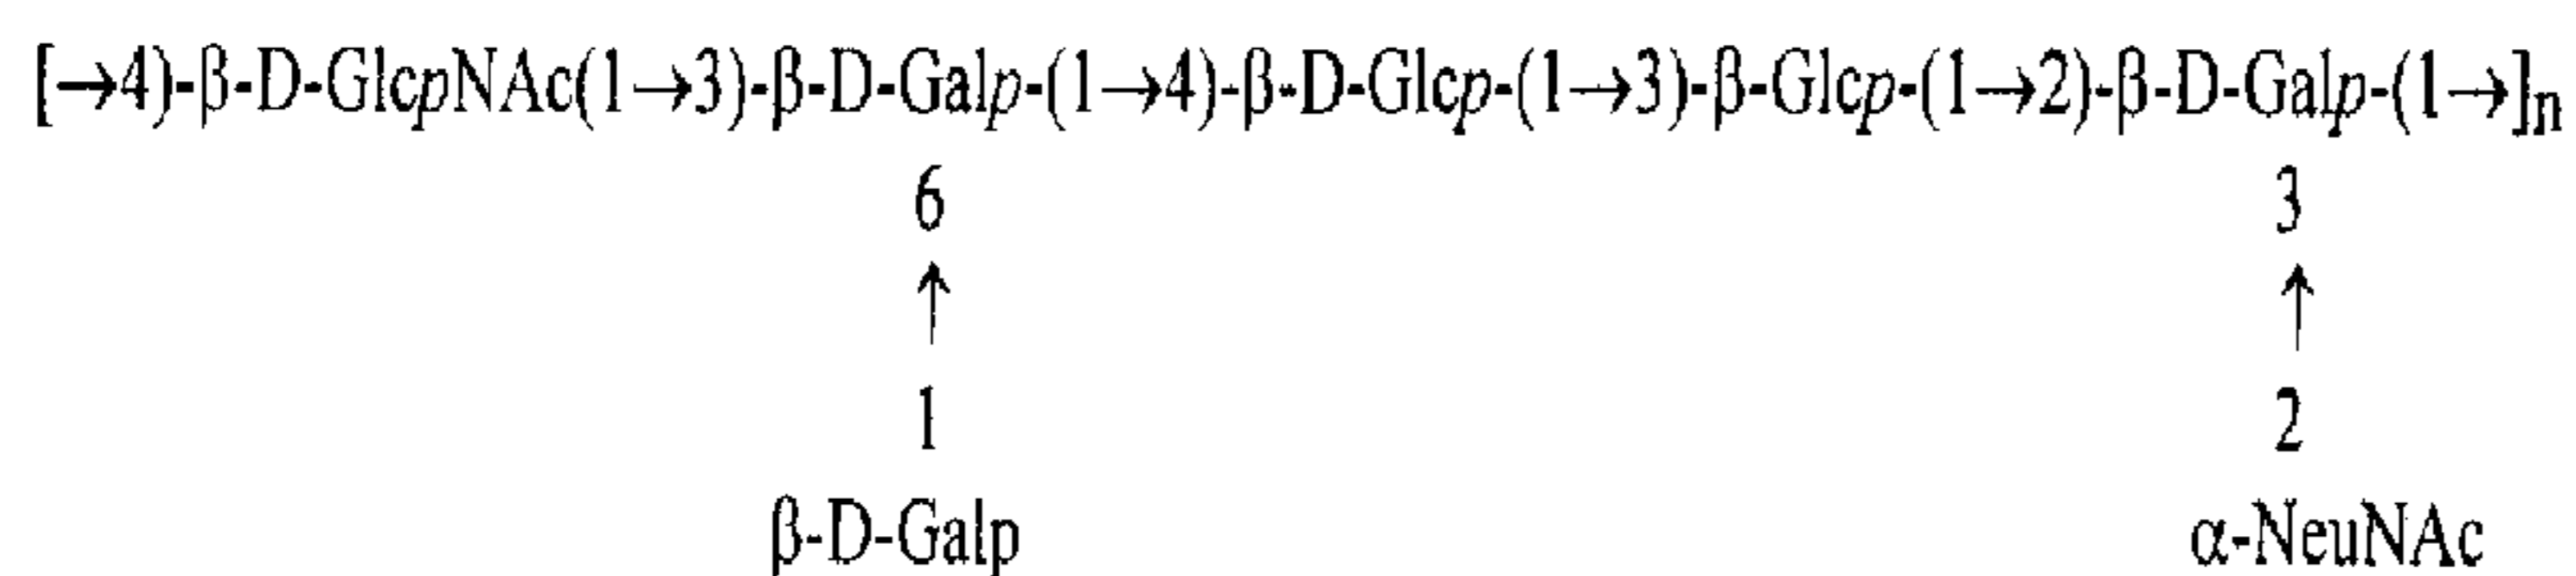 [→4)-β-D-GlcpNAc(1→3)-β-D-Galp-(1→4)-β-D-Glcp-(1→3)-β-Glcp-(1→2)-β-D-Galp-(1→]n
6 3
↑ ↑
1 2
β-D-Galp α-NeuNAc